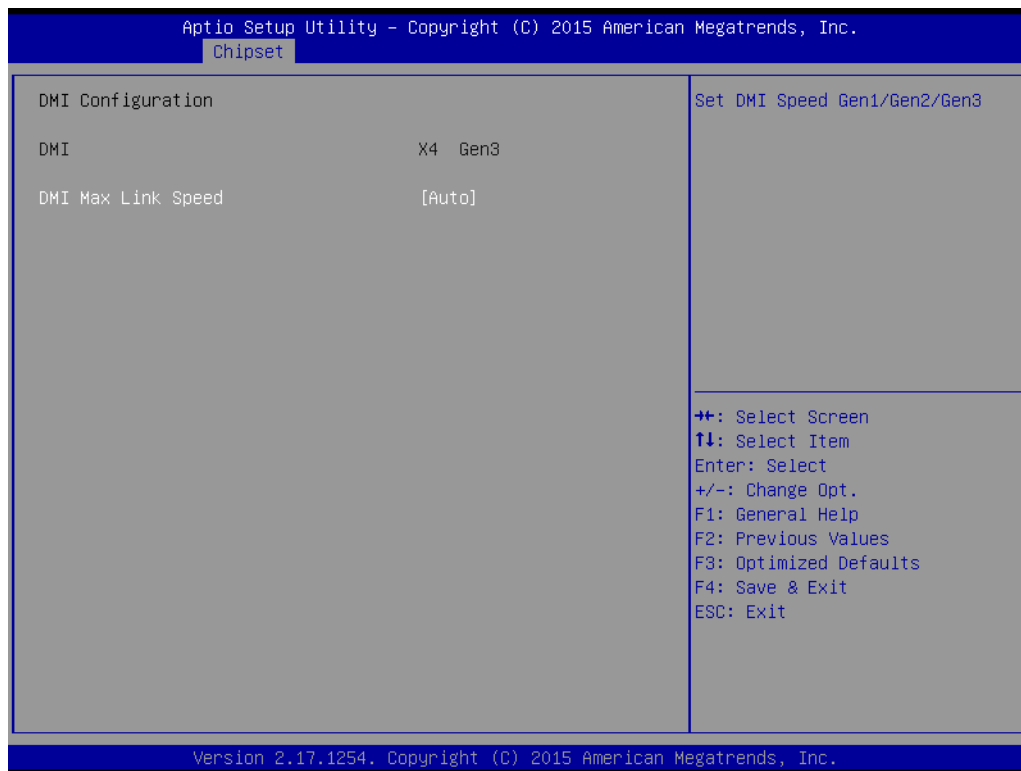 Aptio Setup Utility – Copyright (C) 2015 American Megatrends, Inc.
Chipset
DMI Configuration
DMI X4 Gen3
DMI Max Link Speed [Auto]
Set DMI Speed Gen1/Gen2/Gen3
→←: Select Screen
↑↓: Select Item
Enter: Select
+/-: Change Opt.
F1: General Help
F2: Previous Values
F3: Optimized Defaults
F4: Save & Exit
ESC: Exit
Version 2.17.1254. Copyright (C) 2015 American Megatrends, Inc.